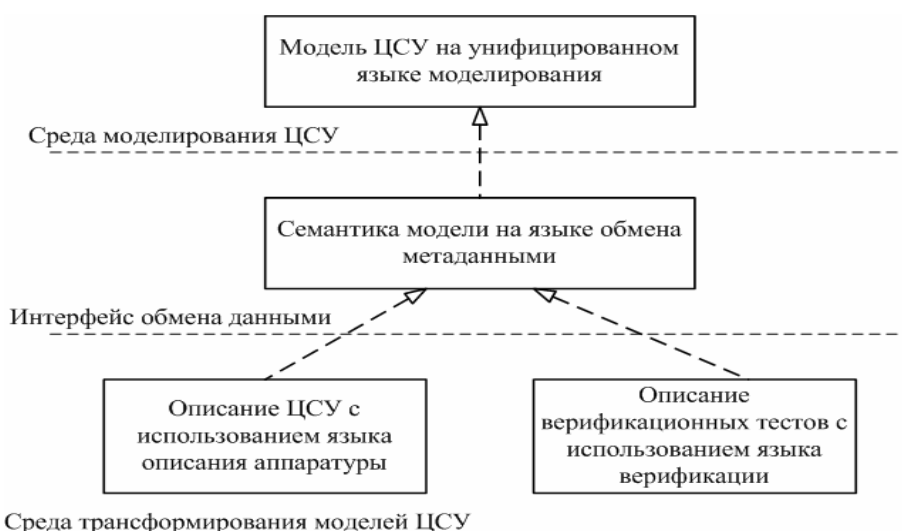 Модель ЦСУ на унифицированном
языке моделирования
Среда моделирования ЦСУ
Семантика модели на языке обмена
метаданными
Интерфейс обмена данными
Описание ЦСУ с
использованием языка
описания аппаратуры
Описание
верификационных тестов с
использованием языка
верификации
Среда трансформирования моделей ЦСУ